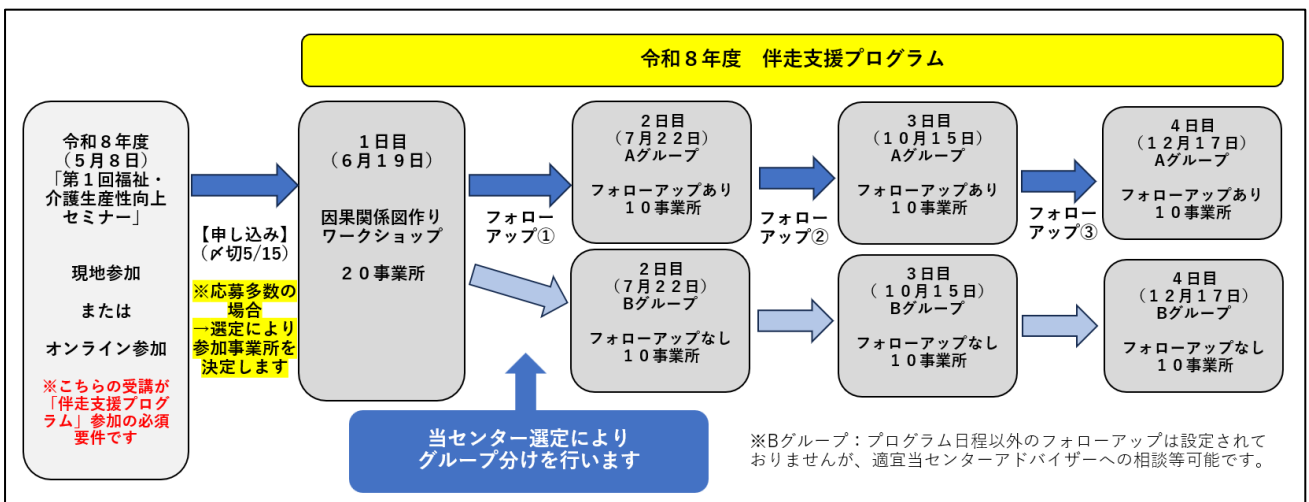 令和８年度　伴走支援プログラム
令和８年度
（５月８日）
「第１回福祉・
介護生産性向上
セミナー」
現地参加
または
オンライン参加
※こちらの受講が
「伴走支援プログ
ラム」参加の必須
要件です
【申し込み】
（〆切5/15）
※応募多数の
場合
→選定により
参加事業所を
決定します
１日目
（６月１９日）
因果関係図作り
ワークショップ
２０事業所
フォロー
アップ①
２日目
（７月２２日）
Aグループ
フォローアップあり
１０事業所
フォロー
アップ②
３日目
（１０月１５日）
Aグループ
フォローアップあり
１０事業所
フォロー
アップ③
４日目
（１２月１７日）
Aグループ
フォローアップあり
１０事業所
２日目
（７月２２日）
Bグループ
フォローアップなし
１０事業所
３日目
（１０月１５日）
Bグループ
フォローアップなし
１０事業所
４日目
（１２月１７日）
Bグループ
フォローアップなし
１０事業所
当センター選定により
グループ分けを行います
※Bグループ：プログラム日程以外のフォローアップは設定されて
おりませんが、適宜当センターアドバイザーへの相談等可能です。